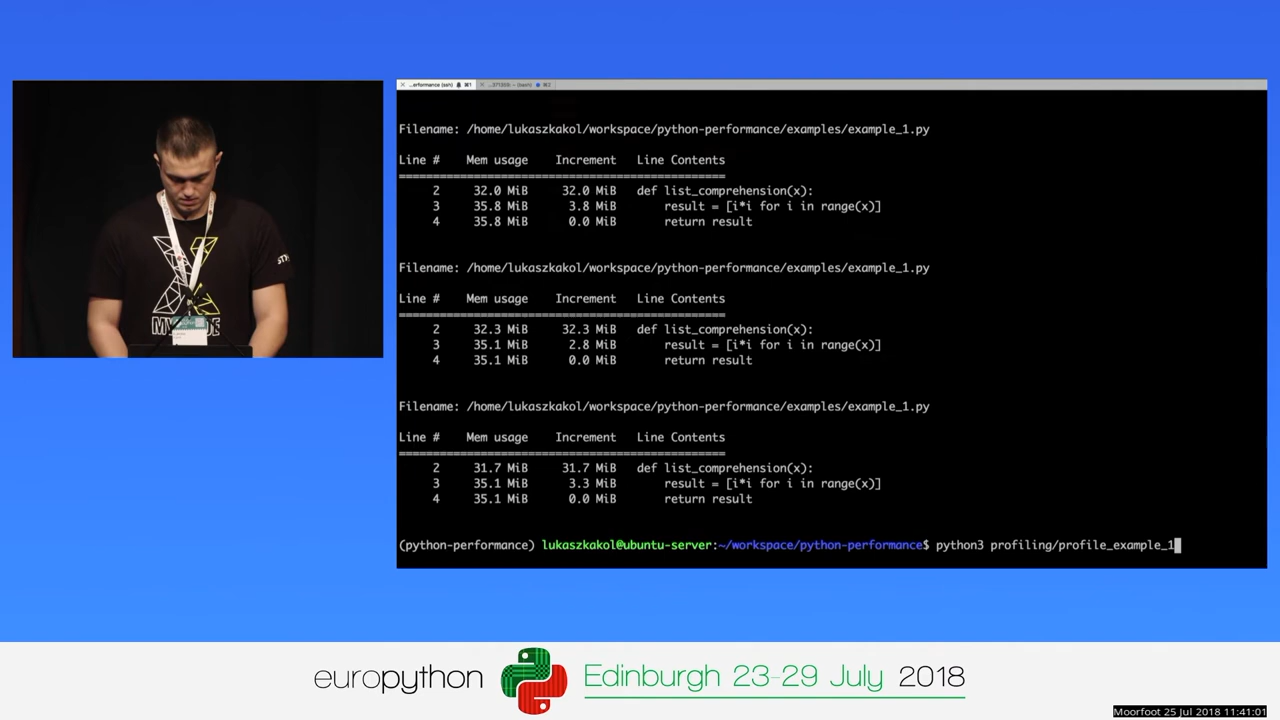 ...erformance (ssh) ⌘1 ⌘2
Filename: /home/lukaszkakol/workspace/python-performance/examples/example_1.py
Line # Mem usage Increment Line Contents
================================================
2 32.0 MiB 32.0 MiB def list_comprehension(x):
3 35.8 MiB 3.8 MiB result = [i*i for i in range(x)]
4 35.8 MiB 0.0 MiB return result
Filename: /home/lukaszkakol/workspace/python-performance/examples/example_1.py
Line # Mem usage Increment Line Contents
================================================
2 32.3 MiB 32.3 MiB def list_comprehension(x):
3 35.1 MiB 2.8 MiB result = [i*i for i in range(x)]
4 35.1 MiB 0.0 MiB return result
Filename: /home/lukaszkakol/workspace/python-performance/examples/example_1.py
Line # Mem usage Increment Line Contents
================================================
2 31.7 MiB 31.7 MiB def list_comprehension(x):
3 35.1 MiB 3.3 MiB result = [i*i for i in range(x)]
4 35.1 MiB 0.0 MiB return result
(python-performance) lukaszkakol@ubuntu-server:~/workspace/python-performance$ python3 profiling/profile_example_1
europython Edinburgh 23-29 July 2018
Moorfoot 25 Jul 2018 11:41:01